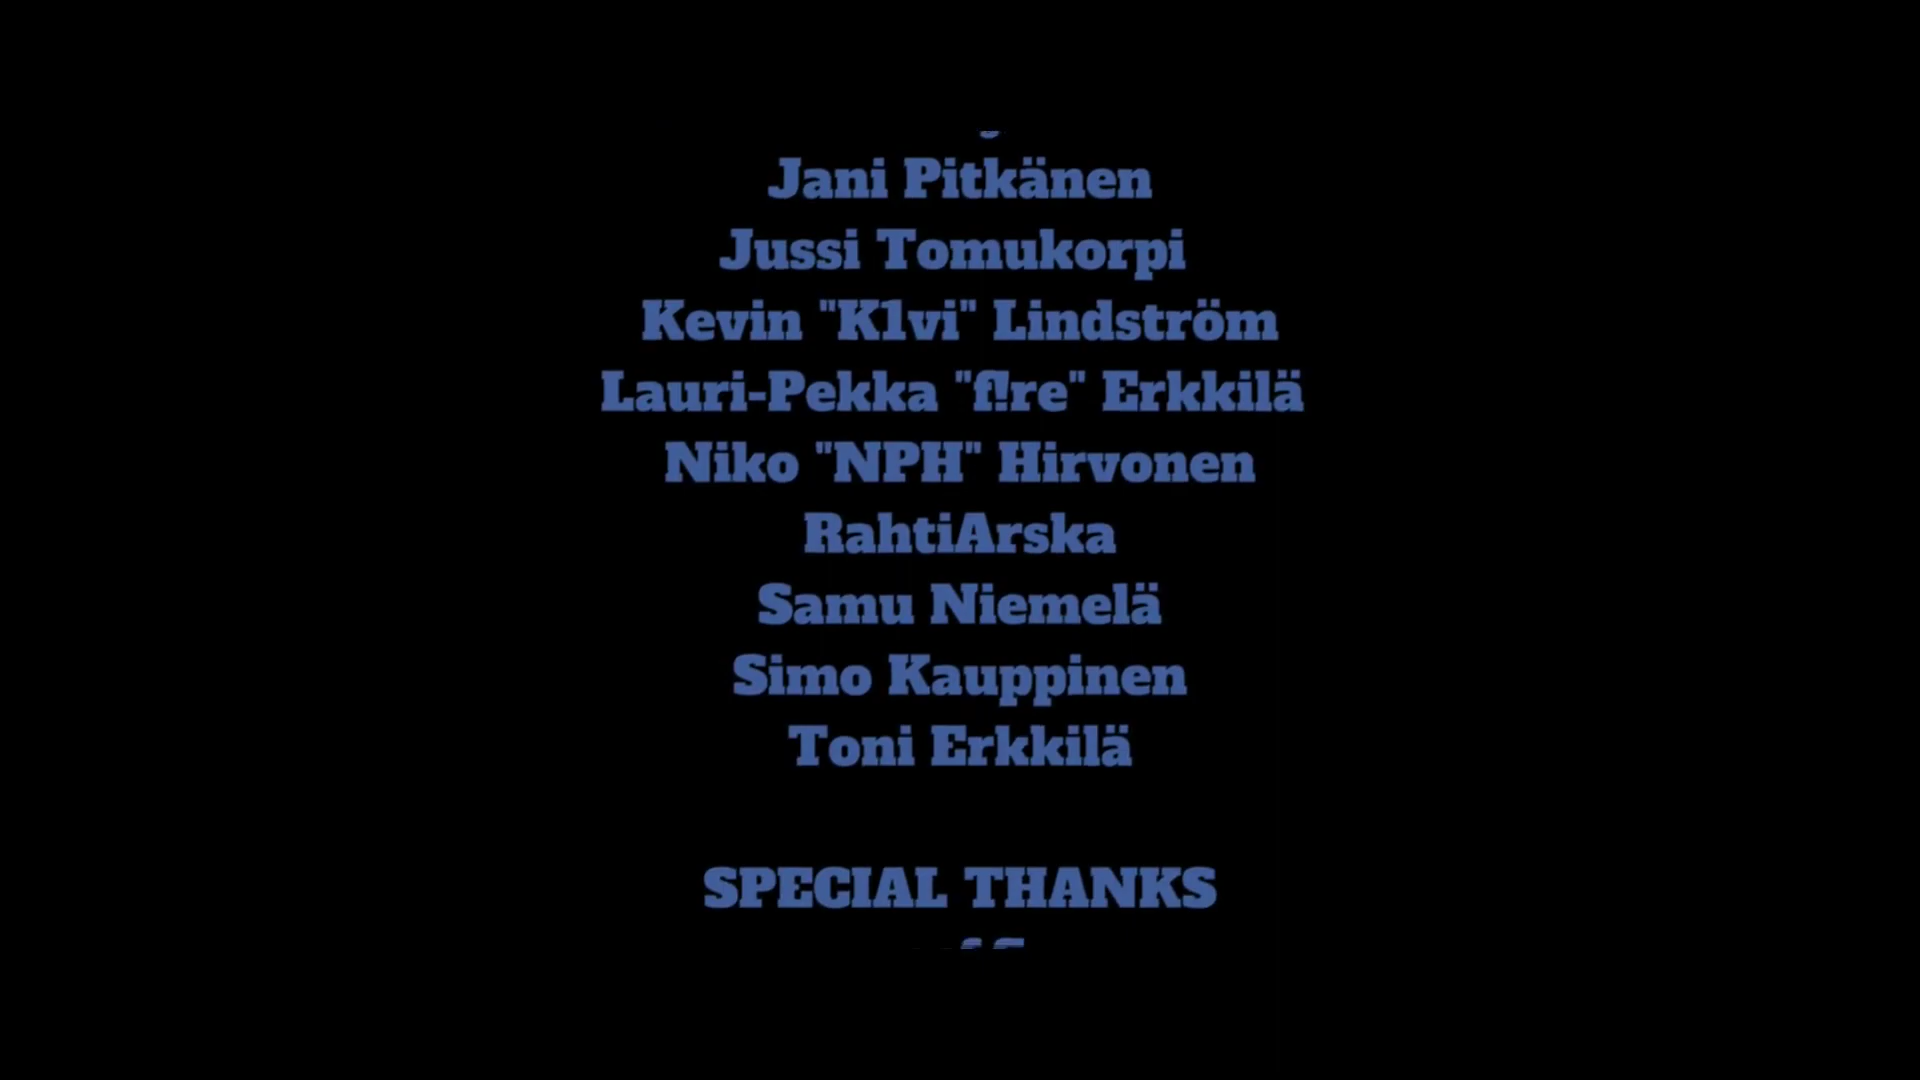 Jani Pitkänen
Jussi Tomukorpi
Kevin "K1vi" Lindström
Lauri-Pekka "f!re" Erkkilä
Niko "NPH" Hirvonen
RahtiArska
Samu Niemelä
Simo Kauppinen
Toni Erkkilä
SPECIAL THANKS